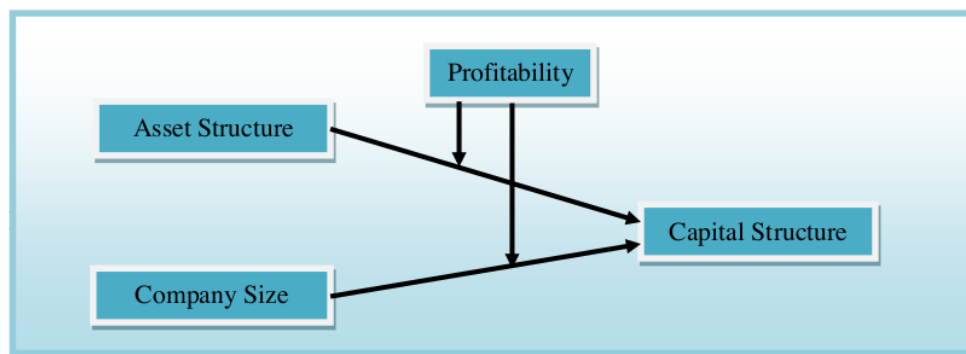 Profitability
Asset Structure
Capital Structure
Company Size